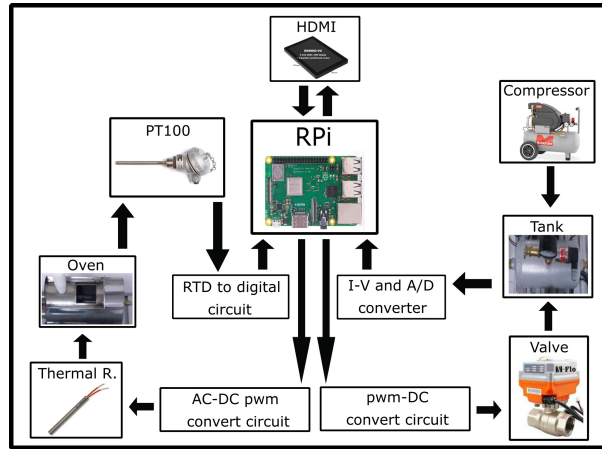 HDMI
Compressor
PT100
RPi
Oven
Tank
RTD to digital
circuit
I-V and A/D
converter
Thermal R.
Valve
AC-DC pwm
convert circuit
pwm-DC
convert circuit